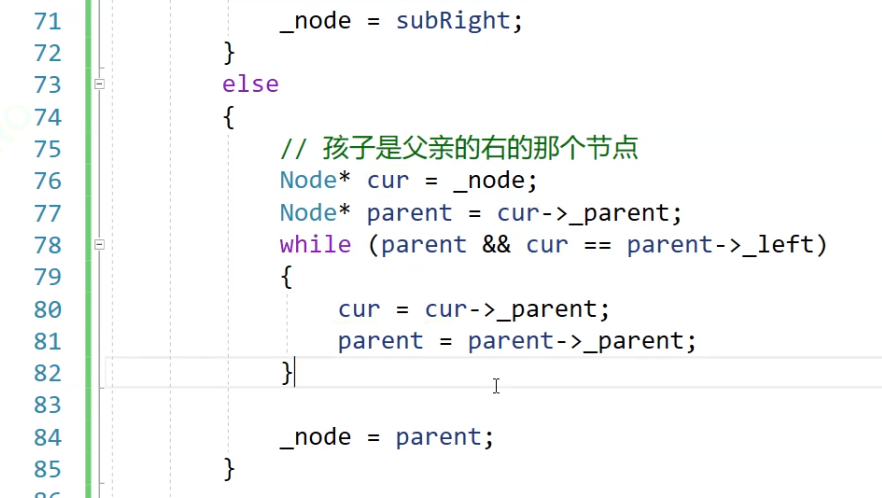 71 _node = subRight;
72 }
73 else
74 {
75 // 孩子是父亲的右的那个节点
76 Node* cur = _node;
77 Node* parent = cur->_parent;
78 while (parent && cur == parent->_left)
79 {
80 cur = cur->_parent;
81 parent = parent->_parent;
82 }
83
84 _node = parent;
85 }